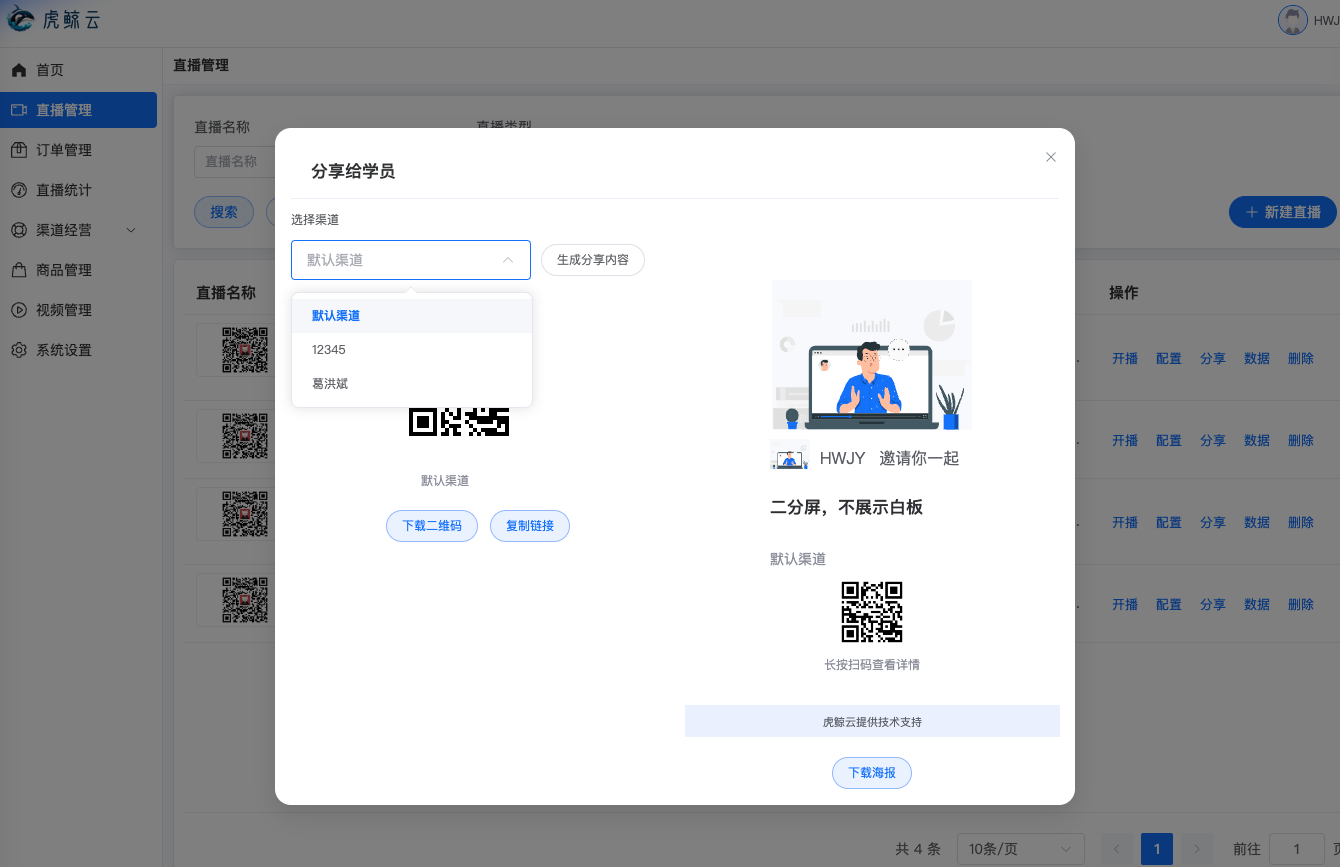 虎鲸云
HWJ
首页
直播管理
订单管理
直播统计
渠道经营
商品管理
视频管理
系统设置
直播管理
直播名称
直播类型
直播名称
搜索
新建直播
直播名称
操作
开播 配置 分享 数据 删除
开播 配置 分享 数据 删除
开播 配置 分享 数据 删除
开播 配置 分享 数据 删除
分享给学员
选择渠道
默认渠道
生成分享内容
默认渠道
12345
葛洪斌
默认渠道
下载二维码
复制链接
HWJY 邀请你一起
二分屏，不展示白板
默认渠道
长按扫码查看详情
虎鲸云提供技术支持
下载海报
共 4 条
10条/页
1
前往
1